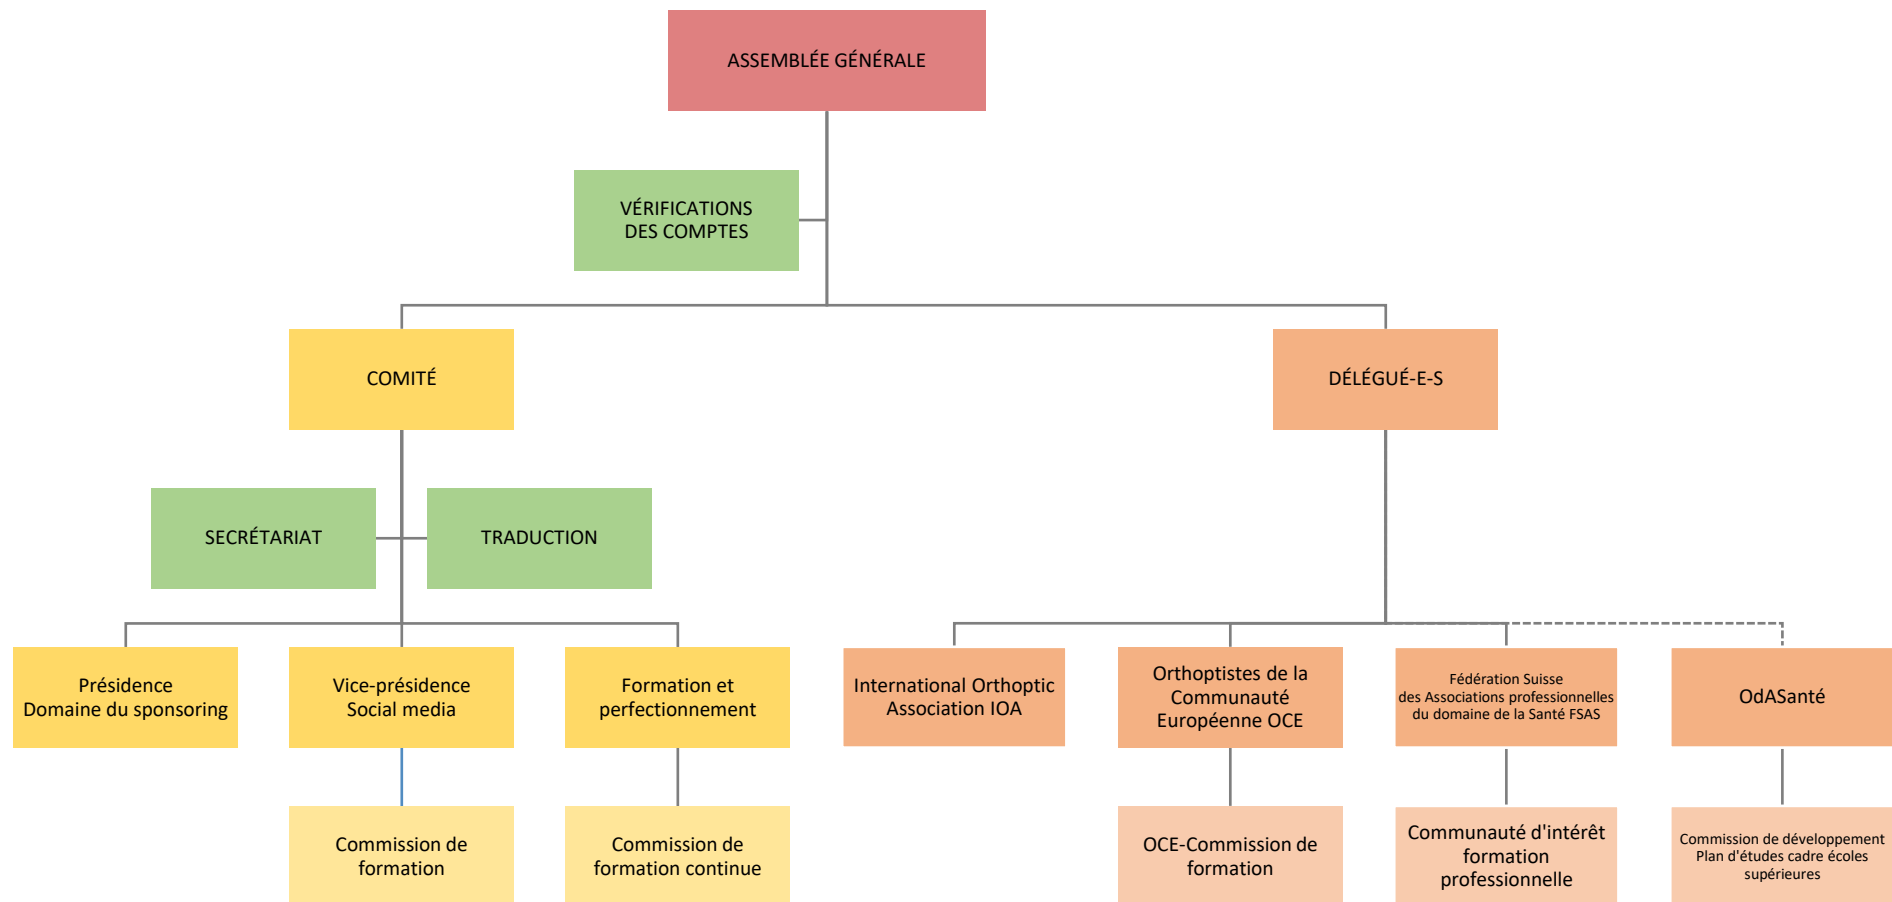 ASSEMBLÉE GÉNÉRALE
VÉRIFICATIONS
DES COMPTES
COMITÉ
DÉLÉGUÉ-E-S
SECRÉTARIAT
TRADUCTION
Présidence
Domaine du sponsoring
Vice-présidence
Social media
Formation et
perfectionnement
International Orthoptic
Association IOA
Orthoptistes de la
Communauté
Européenne OCE
Fédération Suisse
des Associations professionnelles
du domaine de la Santé FSAS
OdASanté
Commission de
formation
Commission de
formation continue
OCE-Commission de
formation
Communauté d'intérêt
formation
professionnelle
Commission de développement
Plan d'études cadre écoles
supérieures